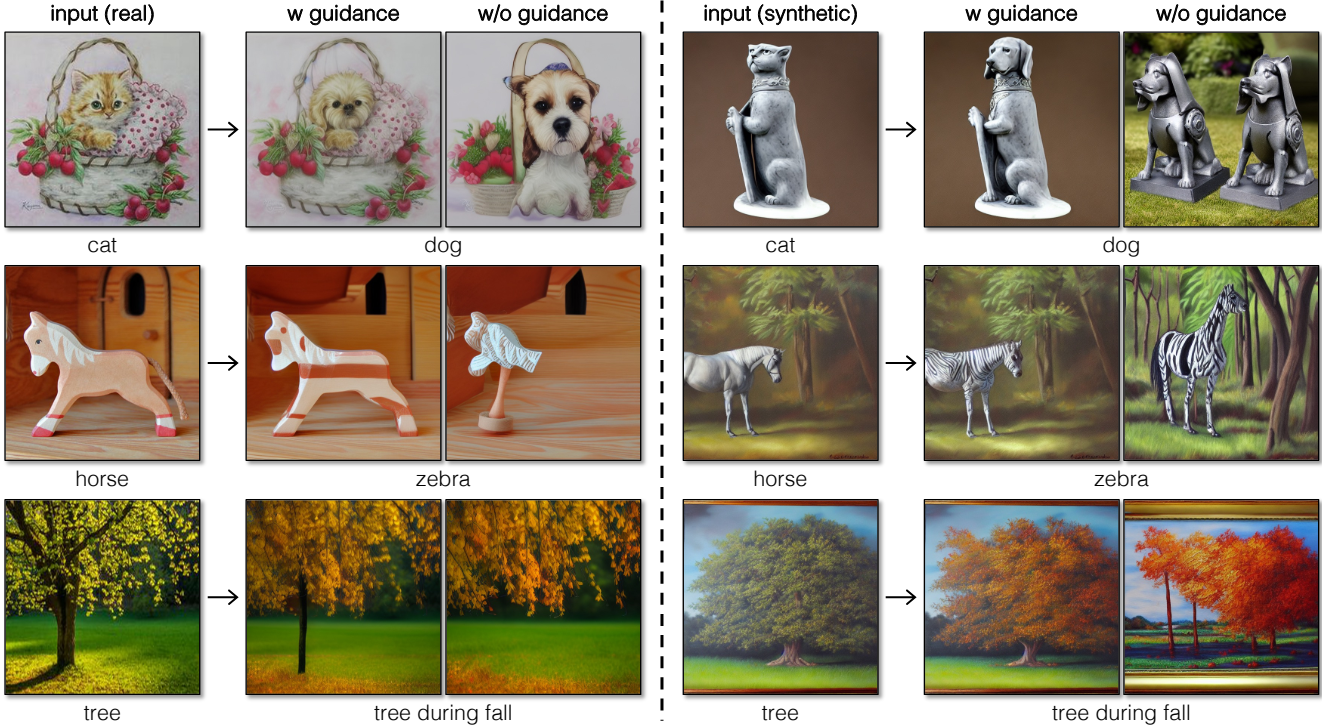 input (real)
w guidance
w/o guidance
input (synthetic)
w guidance
w/o guidance
cat
dog
cat
dog
horse
zebra
horse
zebra
tree
tree during fall
tree
tree during fall